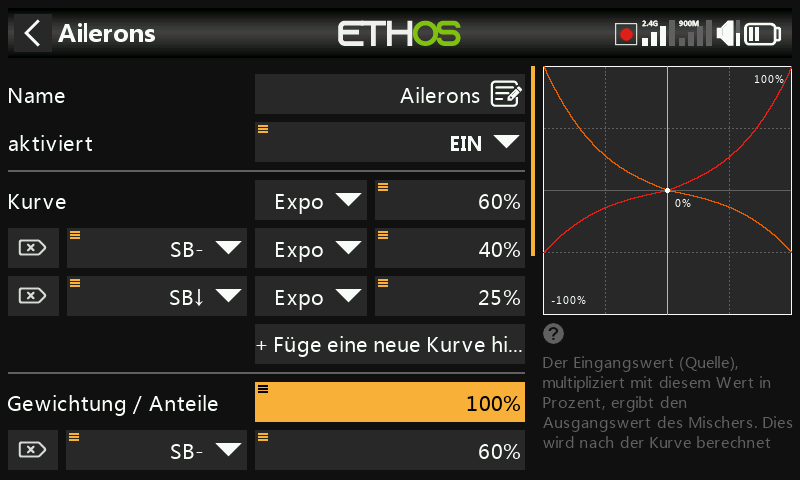 Ailerons
ETHOS
2.4G
900M
Name
Ailerons
aktiviert
EIN
Kurve
Expo
60%
SB-
Expo
40%
SB↓
Expo
25%
+ Füge eine neue Kurve hi...
Gewichtung / Anteile
100%
SB-
60%
100%
0%
-100%
?
Der Eingangswert (Quelle),
multipliziert mit diesem Wert in
Prozent, ergibt den
Ausgangswert des Mischers. Dies
wird nach der Kurve berechnet